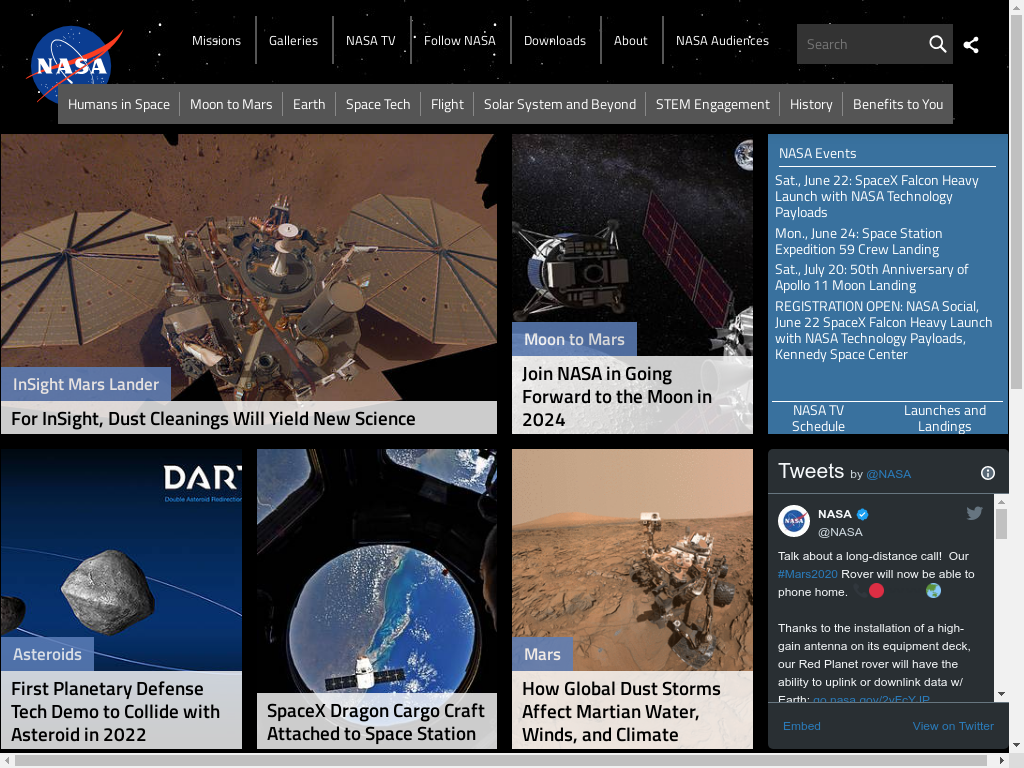 NASA
Missions
Galleries
NASA TV
Follow NASA
Downloads
About
NASA Audiences
Search
Humans in Space
Moon to Mars
Earth
Space Tech
Flight
Solar System and Beyond
STEM Engagement
History
Benefits to You
InSight Mars Lander
For InSight, Dust Cleanings Will Yield New Science
Moon to Mars
Join NASA in Going
Forward to the Moon in
2024
NASA Events
Sat., June 22: SpaceX Falcon Heavy
Launch with NASA Technology
Payloads
Mon., June 24: Space Station
Expedition 59 Crew Landing
Sat., July 20: 50th Anniversary of
Apollo 11 Moon Landing
REGISTRATION OPEN: NASA Social,
June 22 SpaceX Falcon Heavy Launch
with NASA Technology Payloads,
Kennedy Space Center
NASA TV
Schedule
Launches and
Landings
DART
Double Asteroid Redirection
Asteroids
First Planetary Defense
Tech Demo to Collide with
Asteroid in 2022
SpaceX Dragon Cargo Craft
Attached to Space Station
Mars
How Global Dust Storms
Affect Martian Water,
Winds, and Climate
Tweets by @NASA
NASA
NASA
@NASA
Talk about a long-distance call! Our
#Mars2020 Rover will now be able to
phone home.
Thanks to the installation of a high-
gain antenna on its equipment deck,
our Red Planet rover will have the
ability to uplink or downlink data w/
Earth:
Embed
View on Twitter